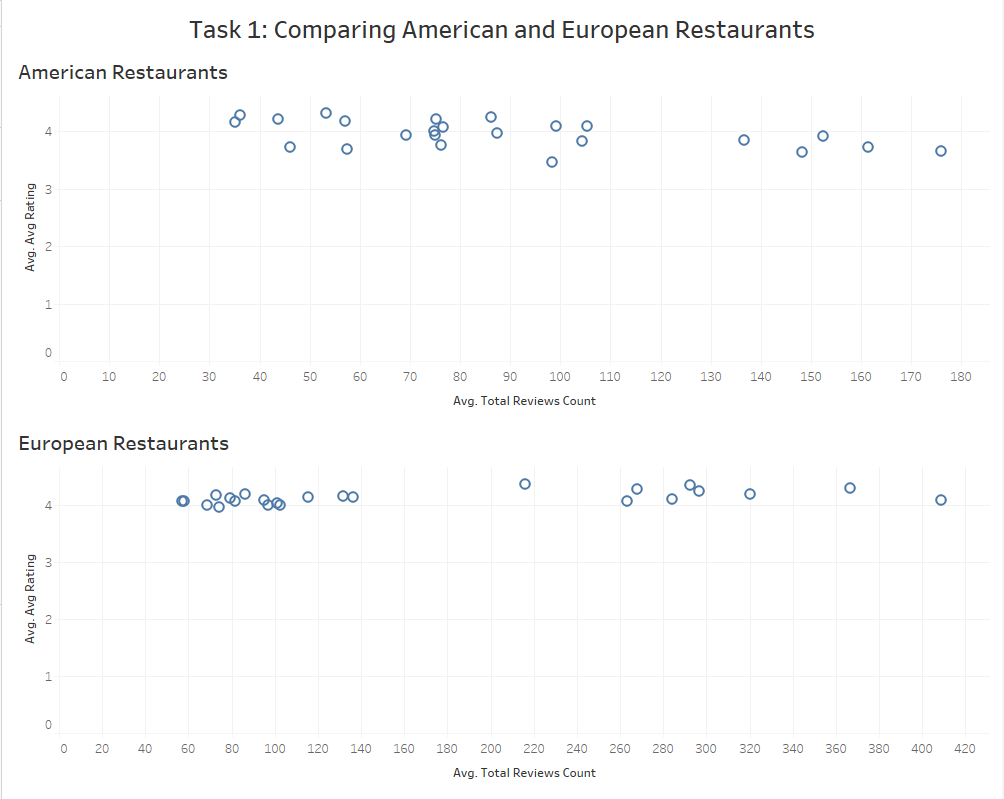 Task 1: Comparing American and European Restaurants
American Restaurants
Avg. Avg Rating
4
3
2
1
0
0 10 20 30 40 50 60 70 80 90 100 110 120 130 140 150 160 170 180
Avg. Total Reviews Count
European Restaurants
Avg. Avg Rating
4
3
2
1
0
0 20 40 60 80 100 120 140 160 180 200 220 240 260 280 300 320 340 360 380 400 420
Avg. Total Reviews Count